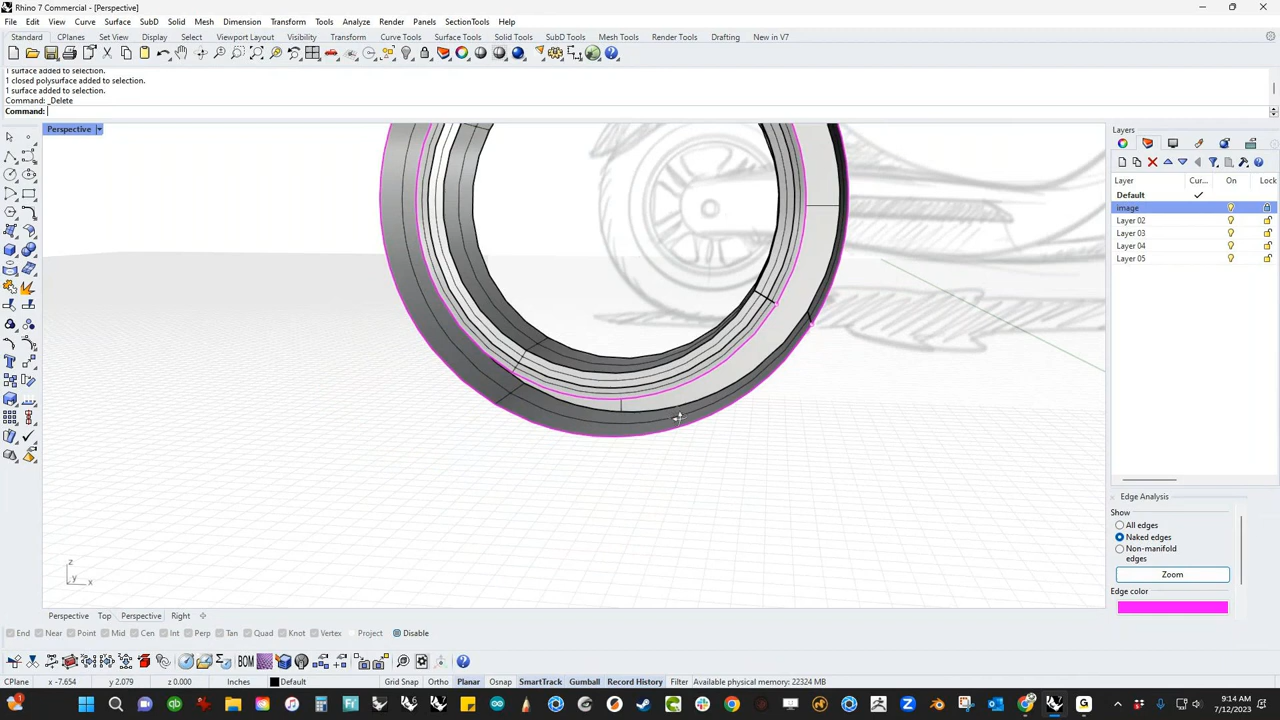 Rhino 7 Commercial - [Perspective]
File Edit View Curve Surface SubD Solid Mesh Dimension Transform Tools Analyze Render Panels SectionTools Help
Standard CPlanes Set View Display Select Viewport Layout Visibility Transform Curve Tools Surface Tools Solid Tools SubD Tools Mesh Tools Render Tools Drafting New in V7
1 surface added to selection.
1 closed polysurface added to selection.
1 surface added to selection.
Command: _Delete
Command:
Perspective
Layers
Layer Cur... On Lock
Default
image
Layer 02
Layer 03
Layer 04
Layer 05
Edge Analysis
Show
All edges
Naked edges
Non-manifold
edges
Zoom
Edge color
z
y x
Perspective Top Perspective Right
End Near Point Mid Cen Int Perp Tan Quad Knot Vertex Project Disable
BOM
CPlane x -7.654 y 2.079 z 0.000 Inches Default Grid Snap Ortho Planar Osnap SmartTrack Gumball Record History Filter Available physical memory: 22324 MB
9:14 AM
7/12/2023